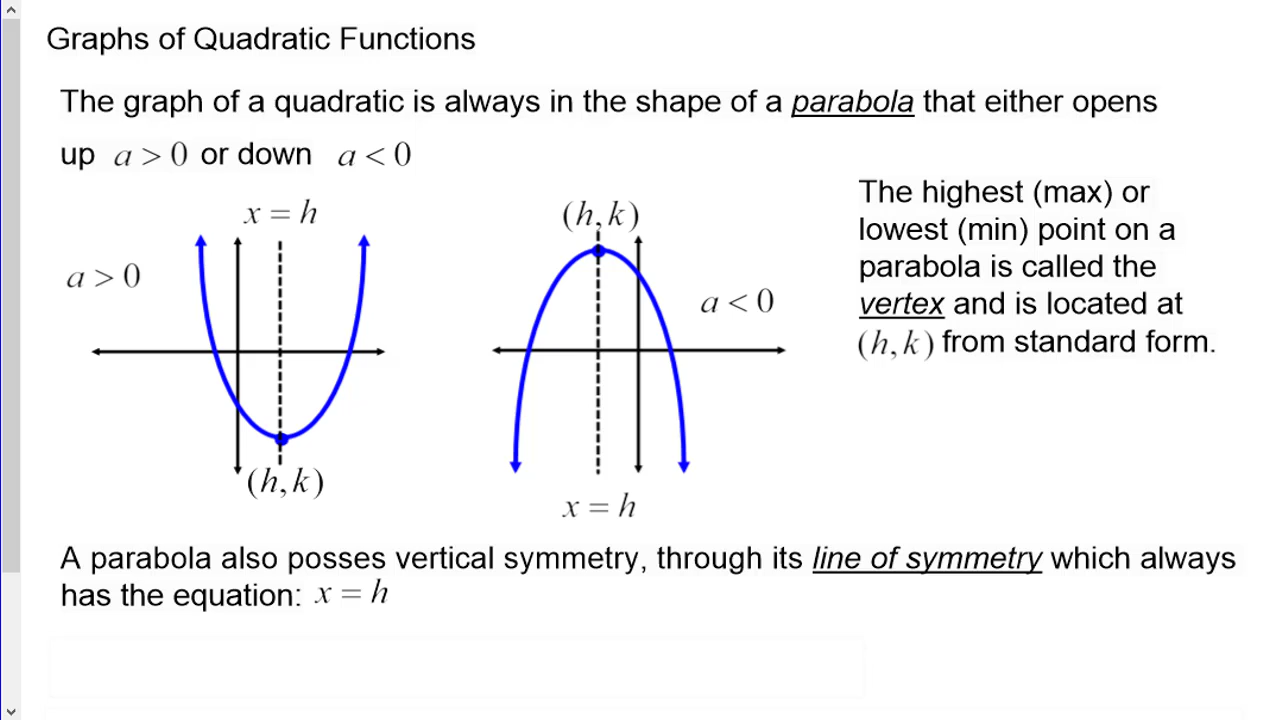 Graphs of Quadratic Functions
The graph of a quadratic is always in the shape of a parabola that either opens
up a > 0 or down a < 0
x = h
a > 0
(h, k)
(h, k)
a < 0
x = h
The highest (max) or
lowest (min) point on a
parabola is called the
vertex and is located at
(h, k) from standard form.
A parabola also posses vertical symmetry, through its line of symmetry which always
has the equation: x = h